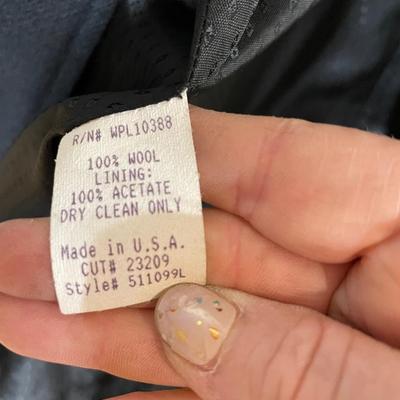 R/N# WPL10388
100% WOOL
LINING:
100% ACETATE
DRY CLEAN ONLY
Made in U.S.A.
CUT# 23209
Style# 511099L